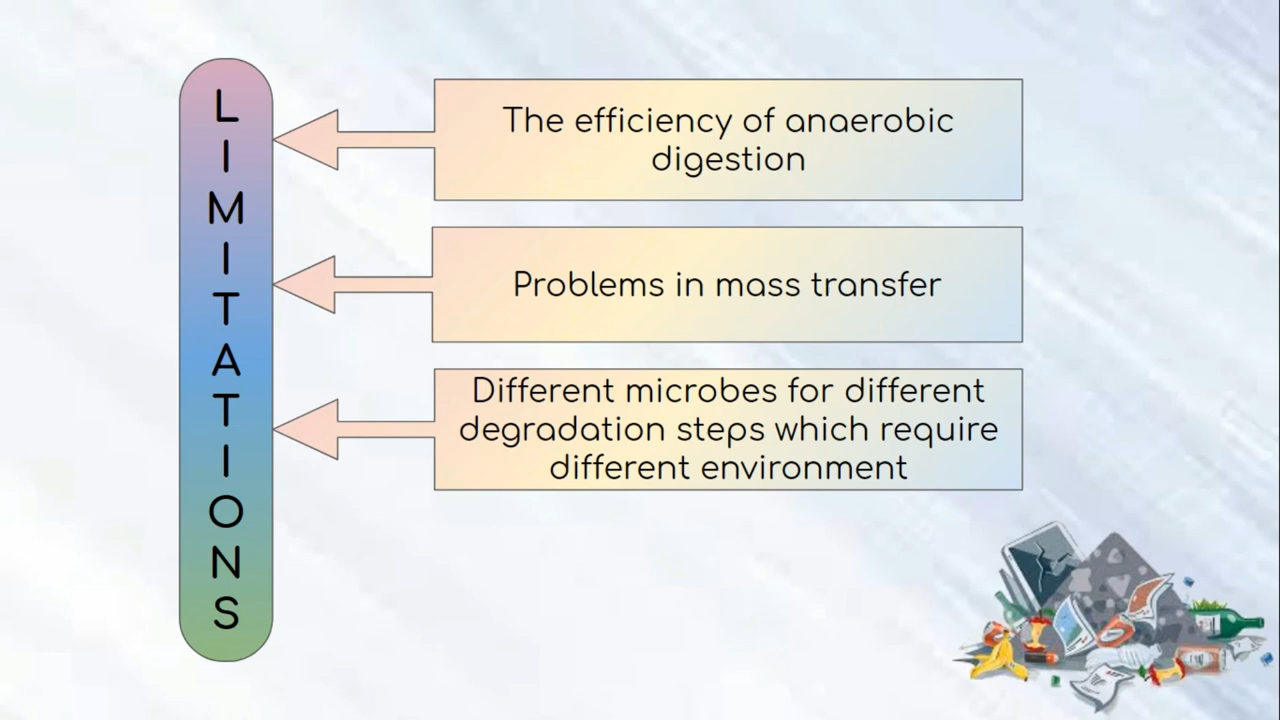 LIMITATIONS
The efficiency of anaerobic
digestion
Problems in mass transfer
Different microbes for different
degradation steps which require
different environment